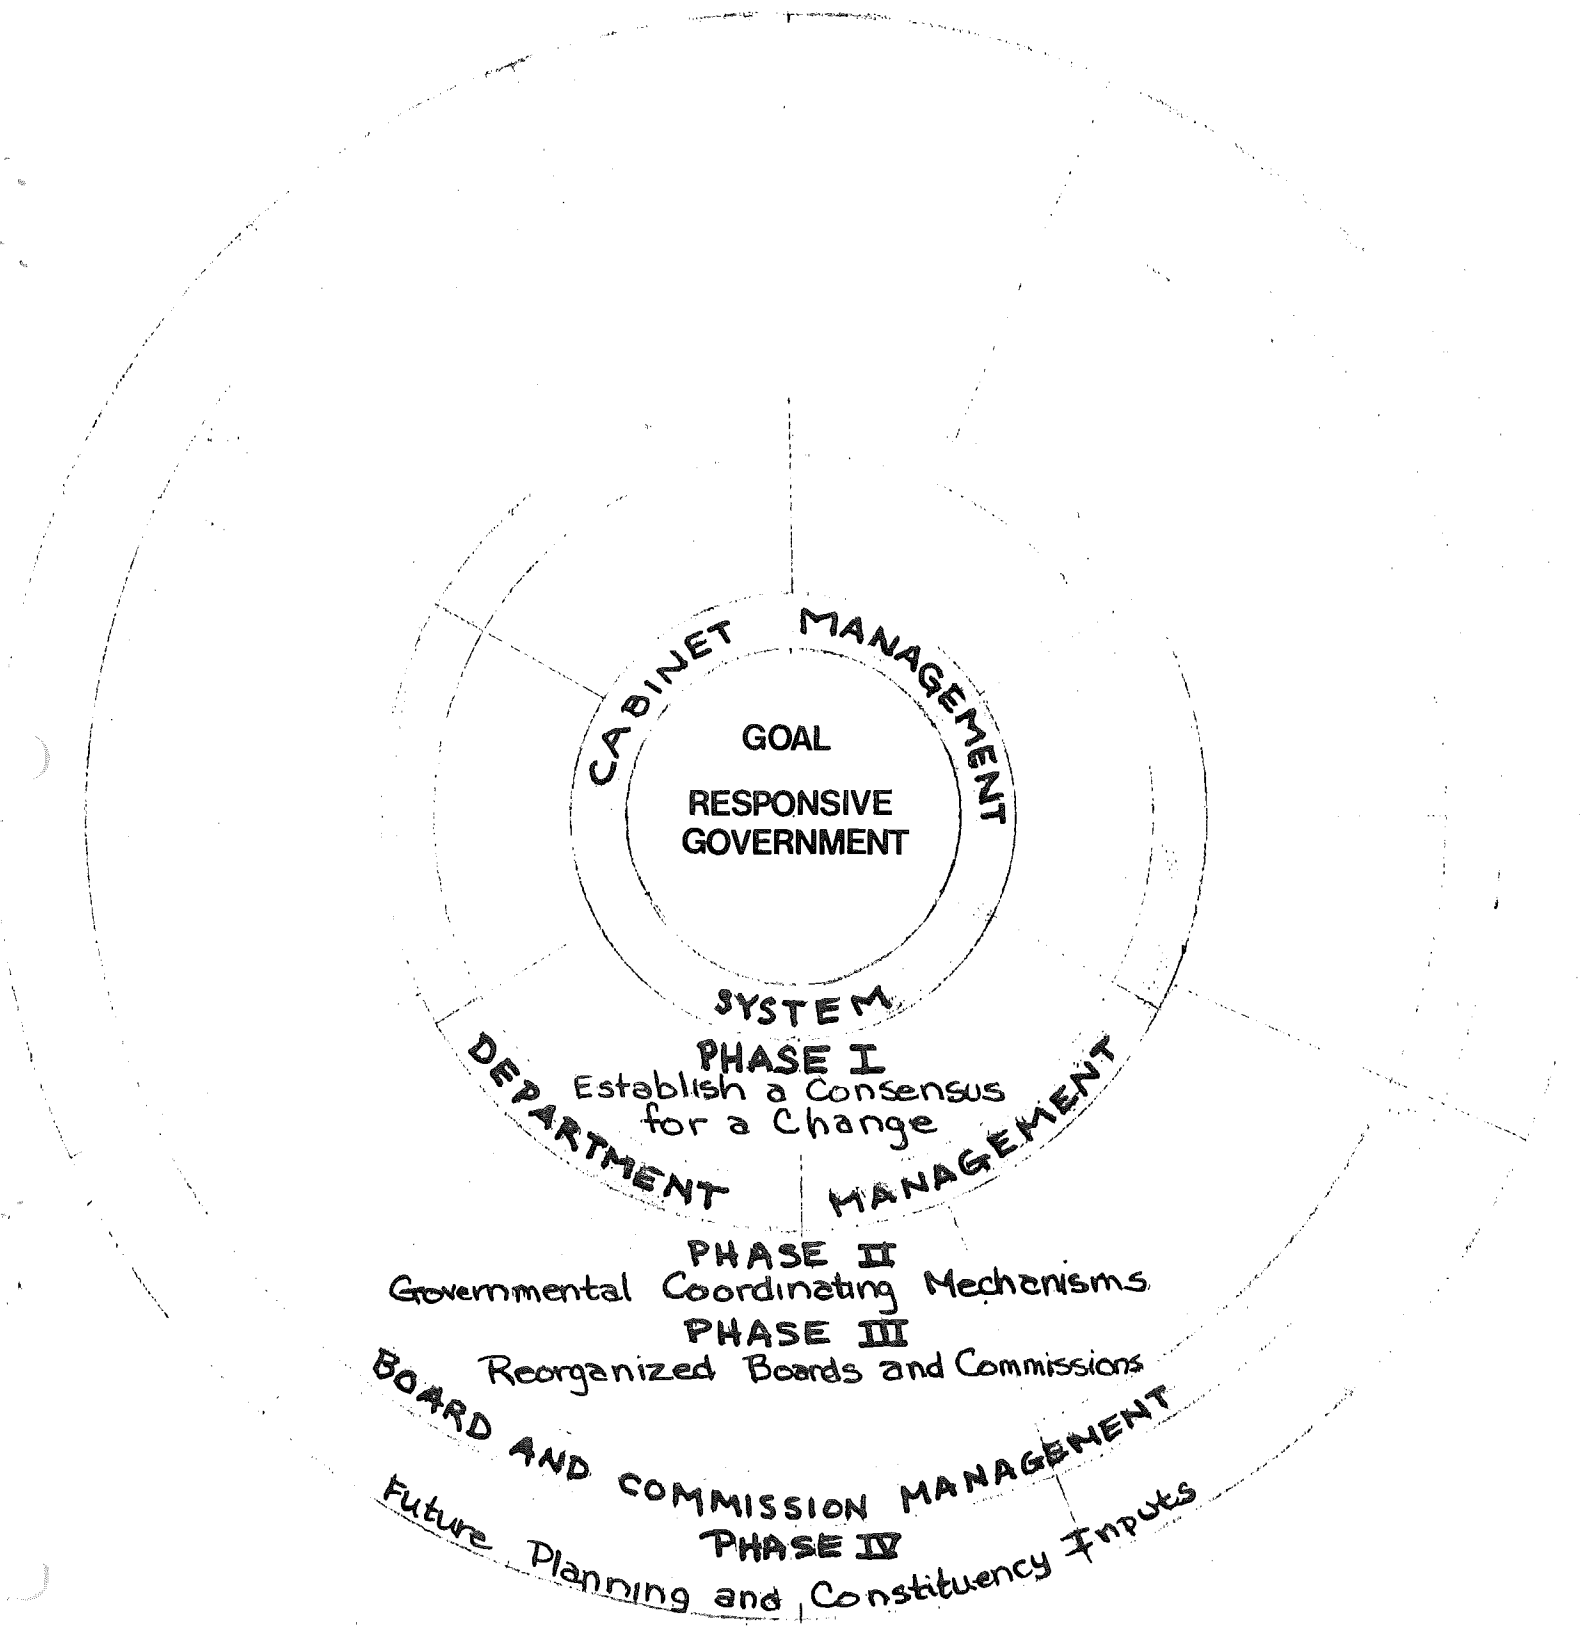 CABINET MANAGEMENT
GOAL
RESPONSIVE
GOVERNMENT
SYSTEM
PHASE I
Establish a Consensus
for a Change
DEPARTMENT MANAGEMENT
PHASE II
Governmental Coordinating Mechanisms
PHASE III
Reorganized Boards and Commissions
BOARD AND COMMISSION MANAGEMENT
PHASE IV
Future Planning and Constituency Inputs